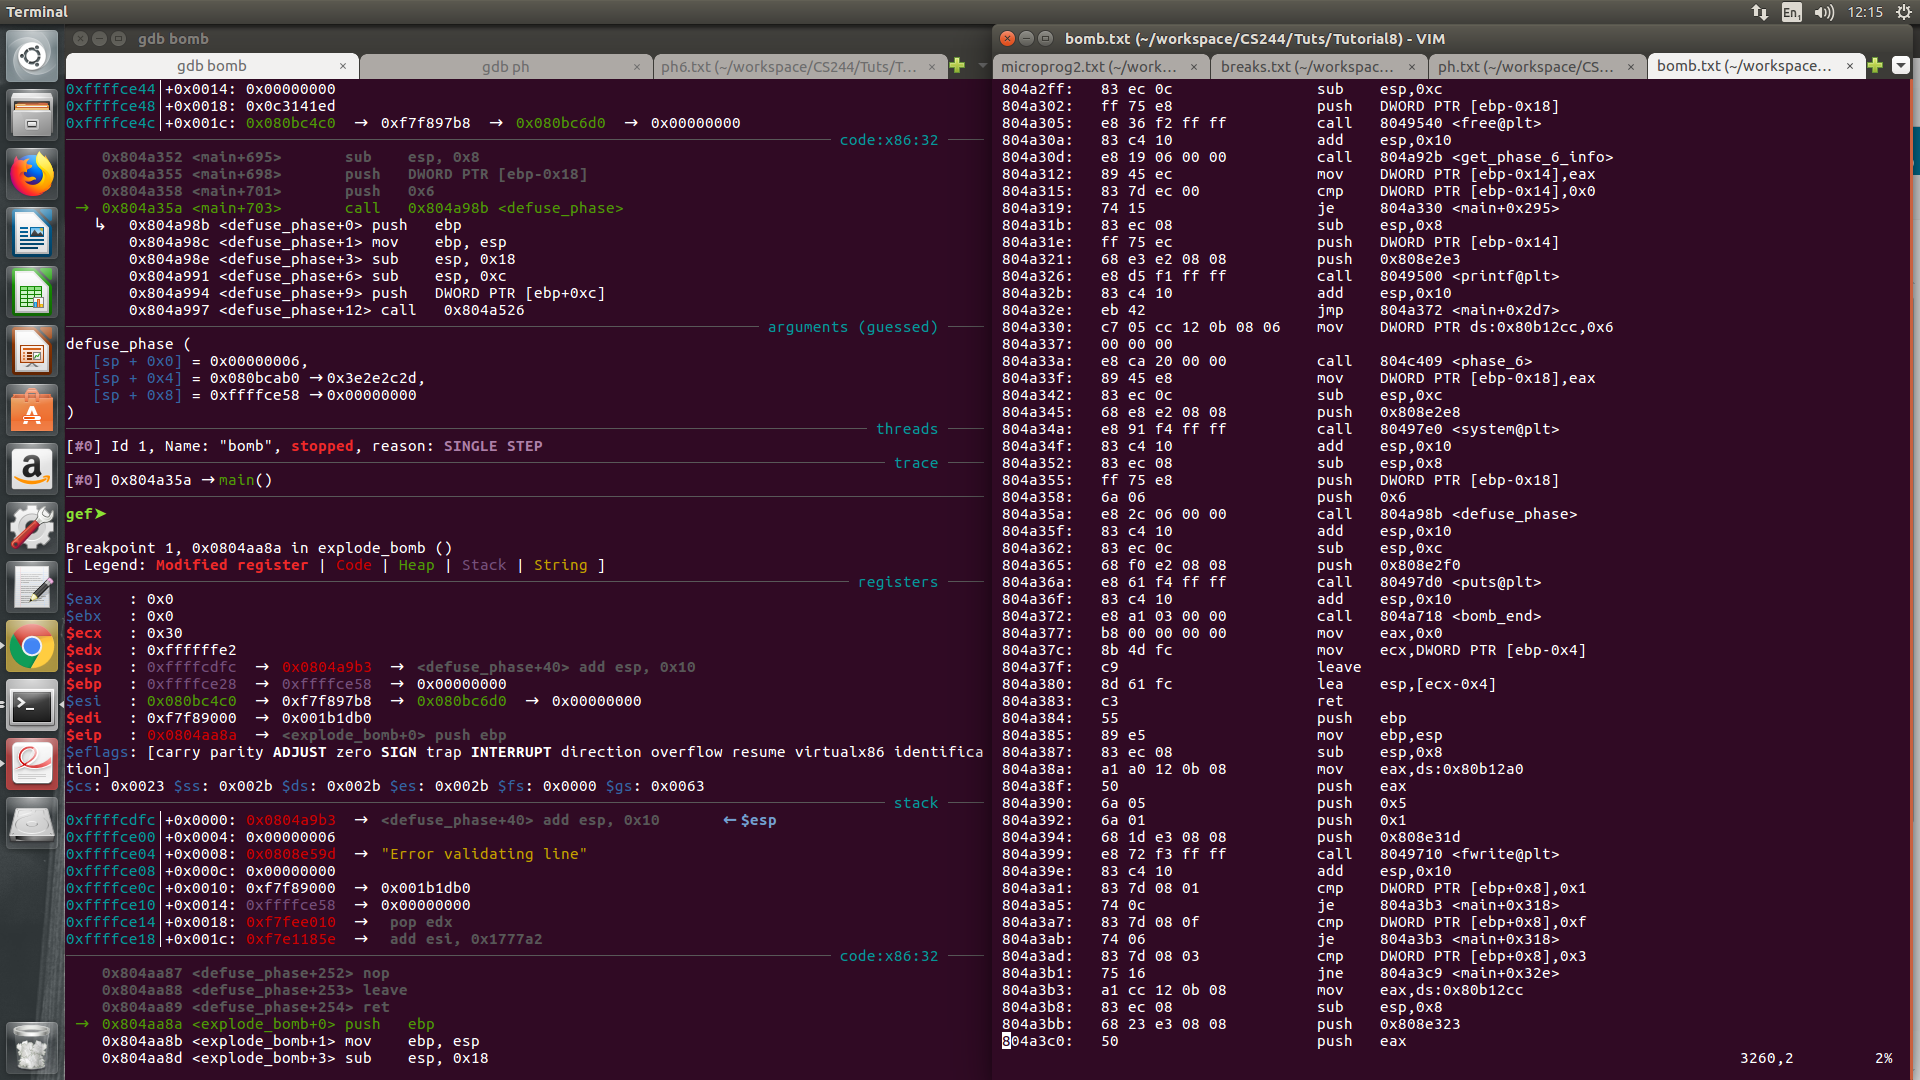 Terminal
En1
12:15
gdb bomb
gdb bomb ×
gdb ph ×
ph6.txt (~/workspace/CS244/Tuts/T... ×
0xffffce44|+0x0014: 0x00000000
0xffffce48|+0x0018: 0x0c3141ed
0xffffce4c|+0x001c: 0x080bc4c0 → 0xf7f897b8 → 0x080bc6d0 → 0x00000000
code:x86:32
0x804a352 <main+695> sub esp, 0x8
0x804a355 <main+698> push DWORD PTR [ebp-0x18]
0x804a358 <main+701> push 0x6
→ 0x804a35a <main+703> call 0x804a98b <defuse_phase>
↳ 0x804a98b <defuse_phase+0> push ebp
0x804a98c <defuse_phase+1> mov ebp, esp
0x804a98e <defuse_phase+3> sub esp, 0x18
0x804a991 <defuse_phase+6> sub esp, 0xc
0x804a994 <defuse_phase+9> push DWORD PTR [ebp+0xc]
0x804a997 <defuse_phase+12> call 0x804a526
arguments (guessed)
defuse_phase (
[sp + 0x0] = 0x00000006,
[sp + 0x4] = 0x080bcab0 →0x3e2e2c2d,
[sp + 0x8] = 0xffffce58 →0x00000000
)
threads
[#0] Id 1, Name: "bomb", stopped, reason: SINGLE STEP
trace
[#0] 0x804a35a →main()
gef➤
Breakpoint 1, 0x0804aa8a in explode_bomb ()
[ Legend: Modified register | Code | Heap | Stack | String ]
registers
$eax : 0x0
$ebx : 0x0
$ecx : 0x30
$edx : 0xffffffe2
$esp : 0xffffcdfc → 0x0804a9b3 → <defuse_phase+40> add esp, 0x10
$ebp : 0xffffce28 → 0xffffce58 → 0x00000000
$esi : 0x080bc4c0 → 0xf7f897b8 → 0x080bc6d0 → 0x00000000
$edi : 0xf7f89000 → 0x001b1db0
$eip : 0x0804aa8a → <explode_bomb+0> push ebp
$eflags: [carry parity ADJUST zero SIGN trap INTERRUPT direction overflow resume virtualx86 identifica
tion]
$cs: 0x0023 $ss: 0x002b $ds: 0x002b $es: 0x002b $fs: 0x0000 $gs: 0x0063
stack
0xffffcdfc|+0x0000: 0x0804a9b3 → <defuse_phase+40> add esp, 0x10 ←$esp
0xffffce00|+0x0004: 0x00000006
0xffffce04|+0x0008: 0x0808e59d → "Error validating line"
0xffffce08|+0x000c: 0x00000000
0xffffce0c|+0x0010: 0xf7f89000 → 0x001b1db0
0xffffce10|+0x0014: 0xffffce58 → 0x00000000
0xffffce14|+0x0018: 0xf7fee010 → pop edx
0xffffce18|+0x001c: 0xf7e1185e → add esi, 0x1777a2
code:x86:32
0x804aa87 <defuse_phase+252> nop
0x804aa88 <defuse_phase+253> leave
0x804aa89 <defuse_phase+254> ret
→ 0x804aa8a <explode_bomb+0> push ebp
0x804aa8b <explode_bomb+1> mov ebp, esp
0x804aa8d <explode_bomb+3> sub esp, 0x18
bomb.txt (~/workspace/CS244/Tuts/Tutorial8) - VIM
microprog2.txt (~/work... ×
breaks.txt (~/workspac... ×
ph.txt (~/workspace/CS... ×
bomb.txt (~/workspace... ×
804a2ff: 83 ec 0c sub esp,0xc
804a302: ff 75 e8 push DWORD PTR [ebp-0x18]
804a305: e8 36 f2 ff ff call 8049540 <free@plt>
804a30a: 83 c4 10 add esp,0x10
804a30d: e8 19 06 00 00 call 804a92b <get_phase_6_info>
804a312: 89 45 ec mov DWORD PTR [ebp-0x14],eax
804a315: 83 7d ec 00 cmp DWORD PTR [ebp-0x14],0x0
804a319: 74 15 je 804a330 <main+0x295>
804a31b: 83 ec 08 sub esp,0x8
804a31e: ff 75 ec push DWORD PTR [ebp-0x14]
804a321: 68 e3 e2 08 08 push 0x808e2e3
804a326: e8 d5 f1 ff ff call 8049500 <printf@plt>
804a32b: 83 c4 10 add esp,0x10
804a32e: eb 42 jmp 804a372 <main+0x2d7>
804a330: c7 05 cc 12 0b 08 06 mov DWORD PTR ds:0x80b12cc,0x6
804a337: 00 00 00
804a33a: e8 ca 20 00 00 call 804c409 <phase_6>
804a33f: 89 45 e8 mov DWORD PTR [ebp-0x18],eax
804a342: 83 ec 0c sub esp,0xc
804a345: 68 e8 e2 08 08 push 0x808e2e8
804a34a: e8 91 f4 ff ff call 80497e0 <system@plt>
804a34f: 83 c4 10 add esp,0x10
804a352: 83 ec 08 sub esp,0x8
804a355: ff 75 e8 push DWORD PTR [ebp-0x18]
804a358: 6a 06 push 0x6
804a35a: e8 2c 06 00 00 call 804a98b <defuse_phase>
804a35f: 83 c4 10 add esp,0x10
804a362: 83 ec 0c sub esp,0xc
804a365: 68 f0 e2 08 08 push 0x808e2f0
804a36a: e8 61 f4 ff ff call 80497d0 <puts@plt>
804a36f: 83 c4 10 add esp,0x10
804a372: e8 a1 03 00 00 call 804a718 <bomb_end>
804a377: b8 00 00 00 00 mov eax,0x0
804a37c: 8b 4d fc mov ecx,DWORD PTR [ebp-0x4]
804a37f: c9 leave
804a380: 8d 61 fc lea esp,[ecx-0x4]
804a383: c3 ret
804a384: 55 push ebp
804a385: 89 e5 mov ebp,esp
804a387: 83 ec 08 sub esp,0x8
804a38a: a1 a0 12 0b 08 mov eax,ds:0x80b12a0
804a38f: 50 push eax
804a390: 6a 05 push 0x5
804a392: 6a 01 push 0x1
804a394: 68 1d e3 08 08 push 0x808e31d
804a399: e8 72 f3 ff ff call 8049710 <fwrite@plt>
804a39e: 83 c4 10 add esp,0x10
804a3a1: 83 7d 08 01 cmp DWORD PTR [ebp+0x8],0x1
804a3a5: 74 0c je 804a3b3 <main+0x318>
804a3a7: 83 7d 08 0f cmp DWORD PTR [ebp+0x8],0xf
804a3ab: 74 06 je 804a3b3 <main+0x318>
804a3ad: 83 7d 08 03 cmp DWORD PTR [ebp+0x8],0x3
804a3b1: 75 16 jne 804a3c9 <main+0x32e>
804a3b3: a1 cc 12 0b 08 mov eax,ds:0x80b12cc
804a3b8: 83 ec 08 sub esp,0x8
804a3bb: 68 23 e3 08 08 push 0x808e323
804a3c0: 50 push eax
3260,2 2%